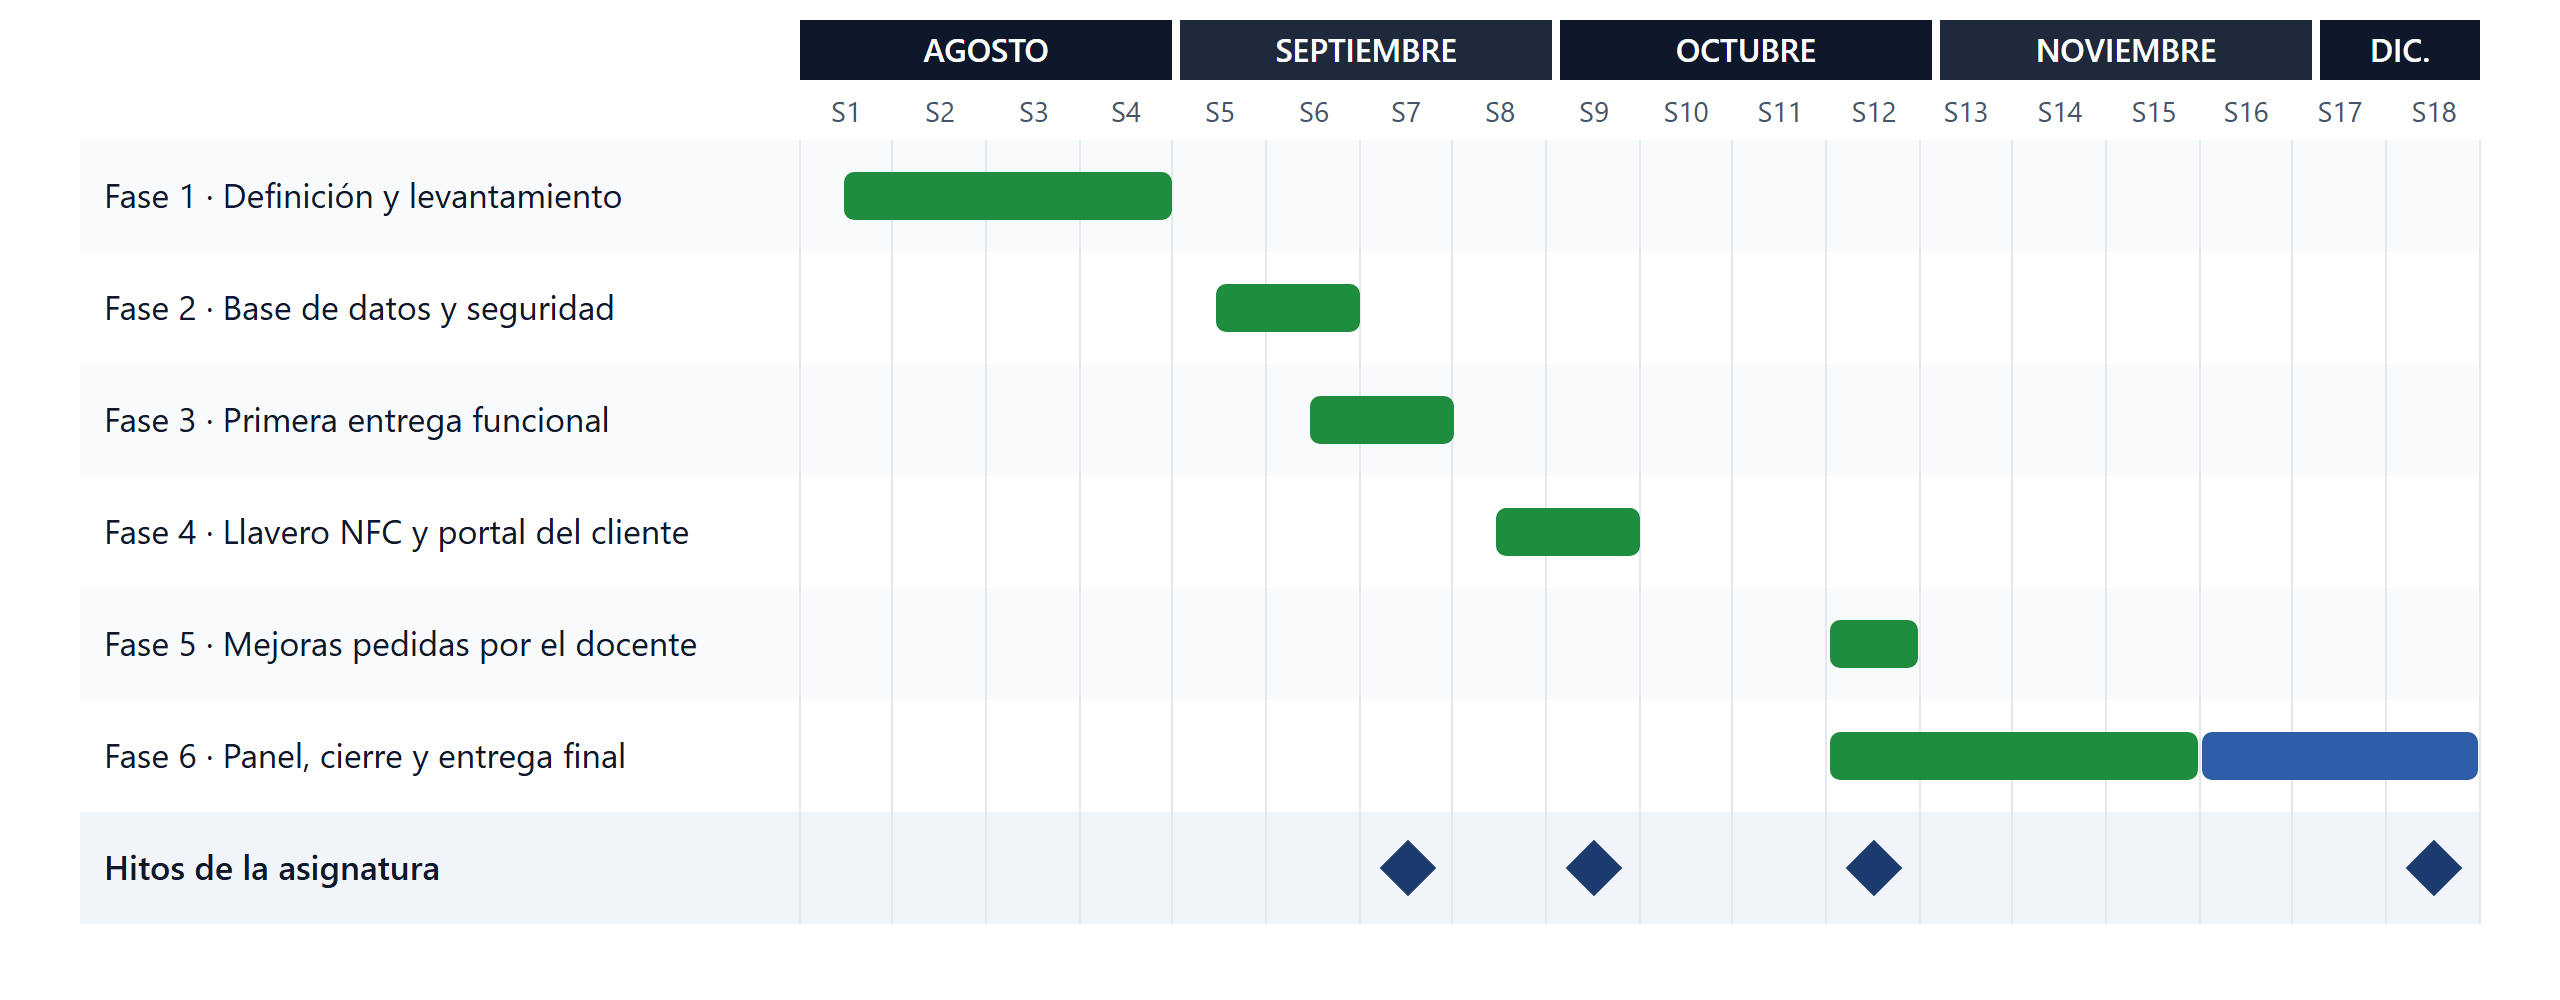 AGOSTO SEPTIEMBRE OCTUBRE NOVIEMBRE DIC.
S1 S2 S3 S4 S5 S6 S7 S8 S9 S10 S11 S12 S13 S14 S15 S16 S17 S18
Fase 1 · Definición y levantamiento
Fase 2 · Base de datos y seguridad
Fase 3 · Primera entrega funcional
Fase 4 · Llavero NFC y portal del cliente
Fase 5 · Mejoras pedidas por el docente
Fase 6 · Panel, cierre y entrega final
Hitos de la asignatura